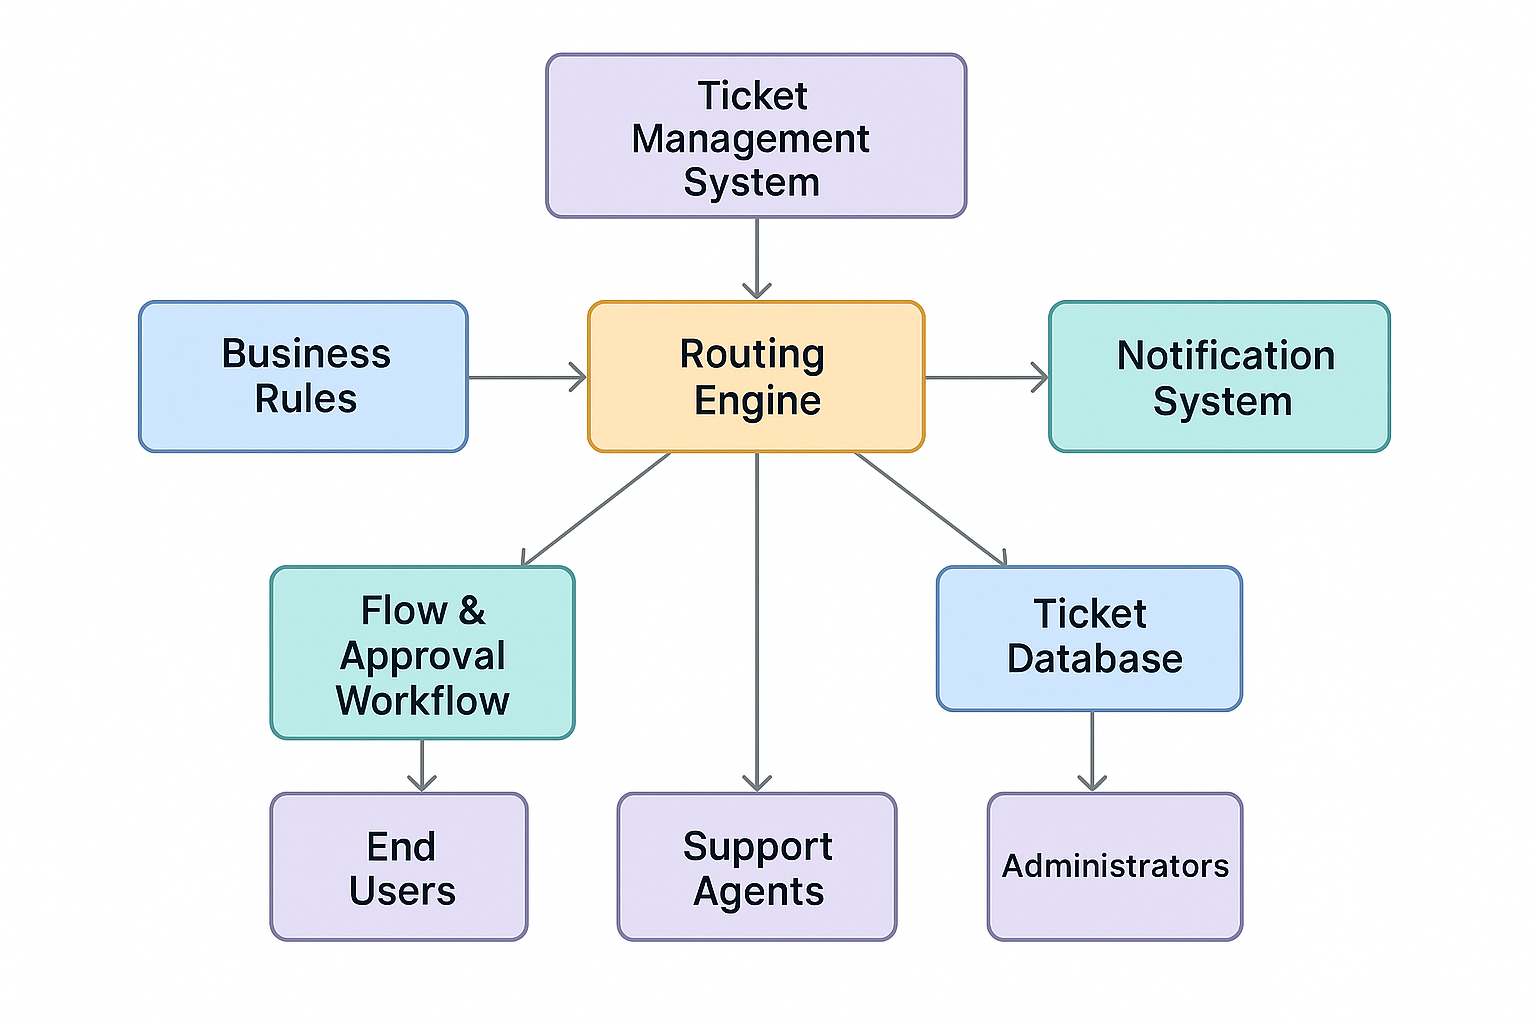 Ticket
Management
System
Business
Rules
Routing
Engine
Notification
System
Flow &
Approval
Workflow
Ticket
Database
End
Users
Support
Agents
Administrators